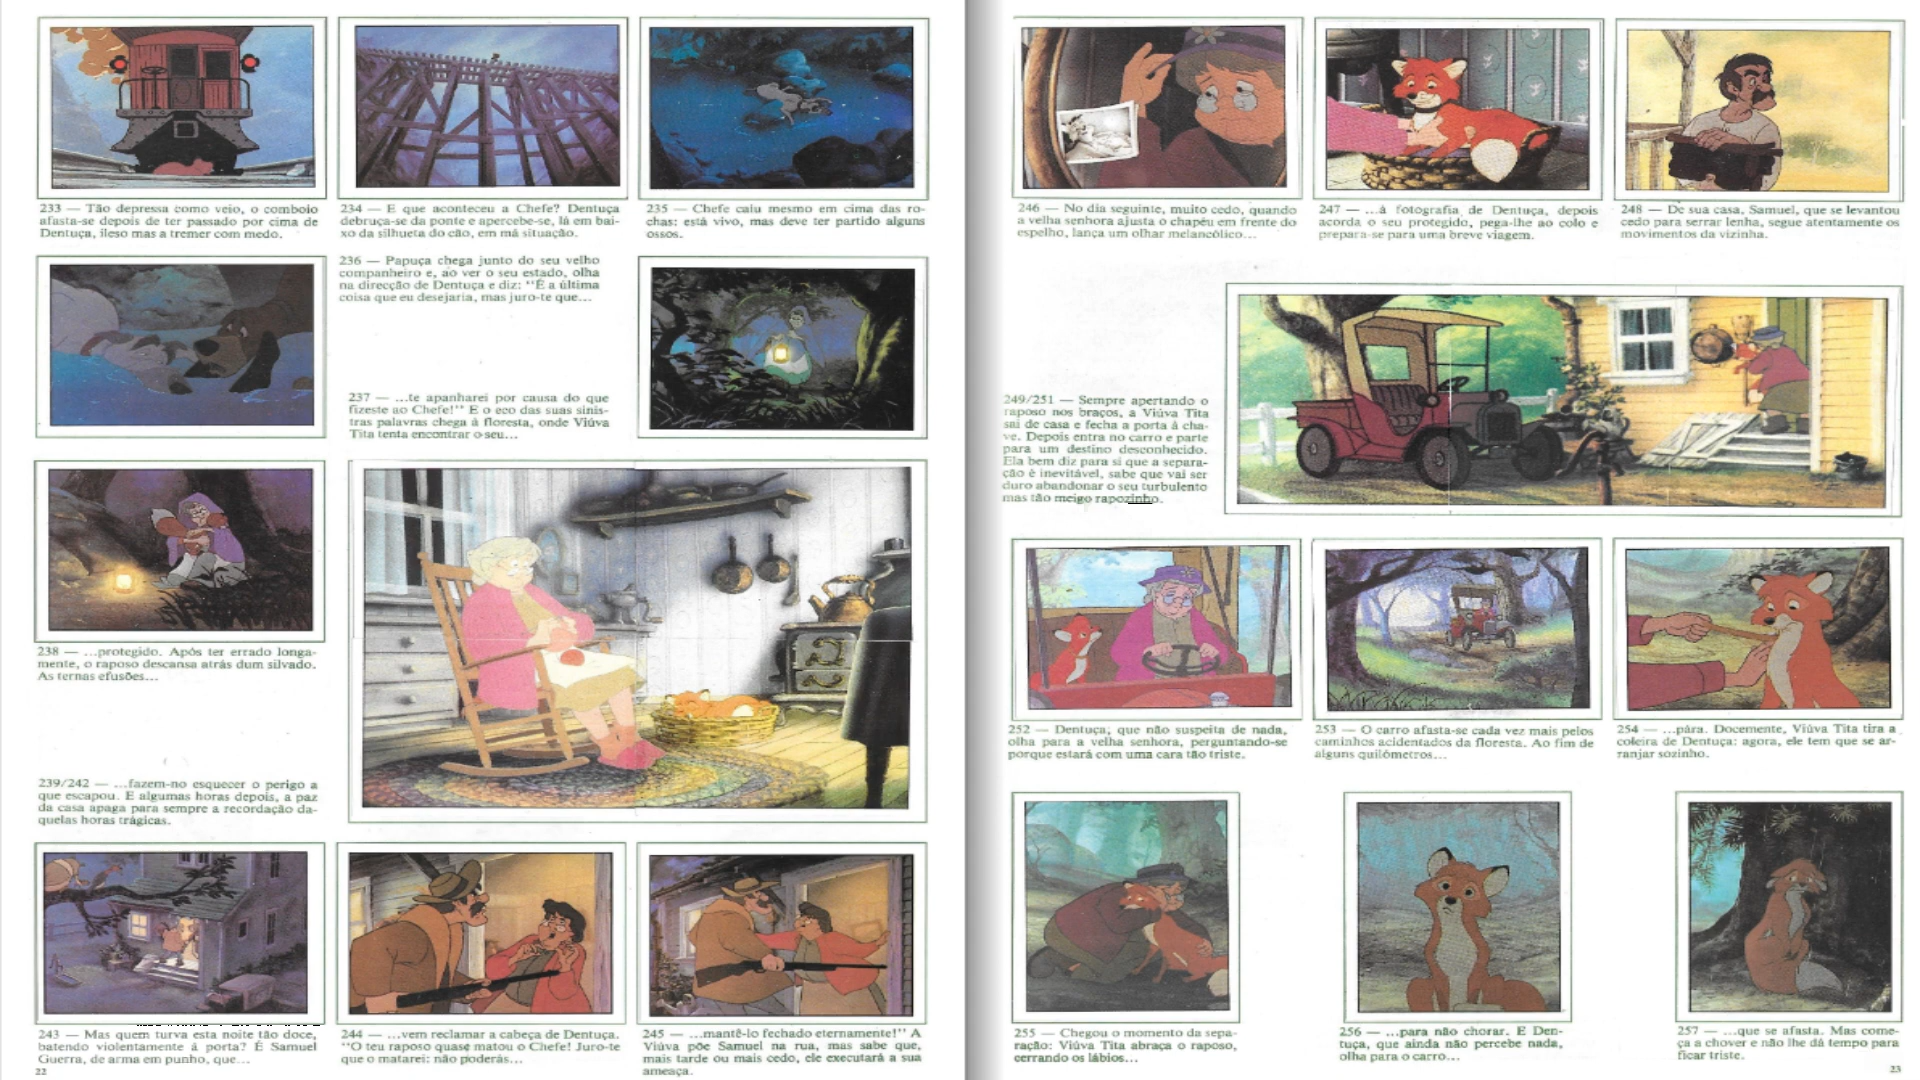 233 — Tão depressa como veio, o comboio
afasta-se depois de ter passado por cima de
Dentuça, ileso mas a tremer com medo.
234 — E que aconteceu a Chefe? Dentuça
debruça-se da ponte e apercebe-se, lá em bai-
xo da silhueta do cão, em má situação.
235 — Chefe caiu mesmo em cima das ro-
chas: está vivo, mas deve ter partido alguns
ossos.
236 — Papuça chega junto do seu velho
companheiro e, ao ver o seu estado, olha
na direcção de Dentuça e diz: "É a última
coisa que eu desejaria, mas juro-te que...
237 — ...te apanharei por causa do que
fizeste ao Chefe!" E o eco das suas sinis-
tras palavras chega à floresta, onde Viúva
Tita tenta encontrar o seu...
238 — ...protegido. Após ter errado longa-
mente, o raposo descansa atrás dum silvado.
As ternas efusões...
239/242 — ...fazem-no esquecer o perigo a
que escapou. E algumas horas depois, a paz
da casa apaga para sempre a recordação da-
quelas horas trágicas.
243 — Mas quem turva esta noite tão doce,
batendo violentamente à porta? É Samuel
Guerra, de arma em punho, que...
244 — ...vem reclamar a cabeça de Dentuça.
"O teu raposo quase matou o Chefe! Juro-te
que o matarei: não poderás...
245 — ...mantê-lo fechado eternamente!" A
Viúva põe Samuel na rua, mas sabe que,
mais tarde ou mais cedo, ele executará a sua
ameaça.
22
246 — No dia seguinte, muito cedo, quando
a velha senhora ajusta o chapéu em frente do
espelho, lança um olhar melancólico...
247 — ...à fotografia de Dentuça, depois
acorda o seu protegido, pega-lhe ao colo e
prepara-se para uma breve viagem.
248 — De sua casa, Samuel, que se levantou
cedo para serrar lenha, segue atentamente os
movimentos da vizinha.
249/251 — Sempre apertando o
raposo nos braços, a Viúva Tita
sai de casa e fecha a porta à cha-
ve. Depois entra no carro e parte
para um destino desconhecido.
Ela bem diz para si que a separa-
ção é inevitável, sabe que vai ser
duro abandonar o seu turbulento
mas tão meigo rapozinho.
252 — Dentuça; que não suspeita de nada,
olha para a velha senhora, perguntando-se
porque estará com uma cara tão triste.
253 — O carro afasta-se cada vez mais pelos
caminhos acidentados da floresta. Ao fim de
alguns quilómetros...
254 — ...pára. Docemente, Viúva Tita tira a
coleira de Dentuça: agora, ele tem que se ar-
ranjar sozinho.
255 — Chegou o momento da sepa-
ração: Viúva Tita abraça o raposo,
cerrando os lábios...
256 — ...para não chorar. E Den-
tuça, que ainda não percebe nada,
olha para o carro...
257 — ...que se afasta. Mas come-
ça a chover e não lhe dá tempo para
ficar triste.
23